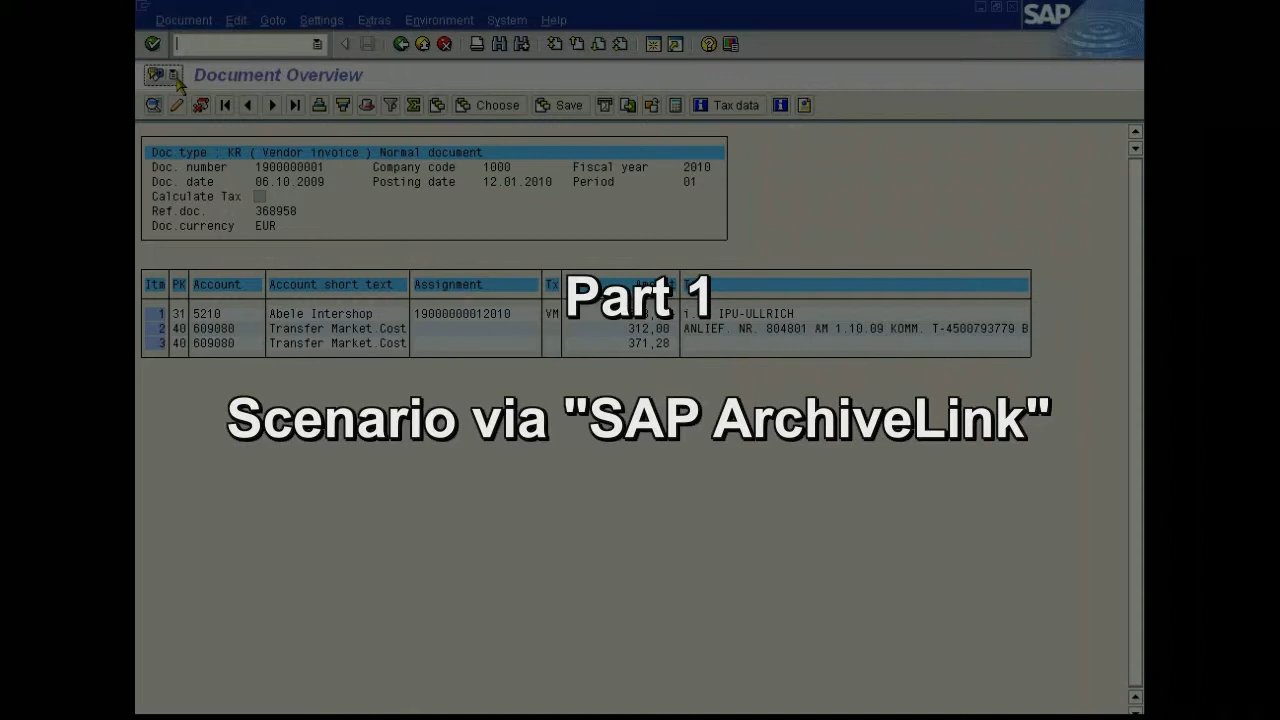 Document Edit Goto Settings Extras Environment System Help
SAP
Document Overview
Choose Save Tax data
Doc type : KR ( Vendor invoice ) Normal document
Doc. number 1900000001 Company code 1000 Fiscal year 2010
Doc. date 06.10.2009 Posting date 12.01.2010 Period 01
Calculate Tax
Ref.doc. 368958
Doc.currency EUR
Itm PK Account Account short text Assignment Tx
Part 1
1 31 5210 Abele Intershop 19000000012010 VM IPU-ULLRICH
2 40 609080 Transfer Market.Cost 312,00 ANLIEF. NR. 804801 AM 1.10.09 KOMM. T-4500793779 B
3 40 609080 Transfer Market.Cost 371,28
Scenario via "SAP ArchiveLink"